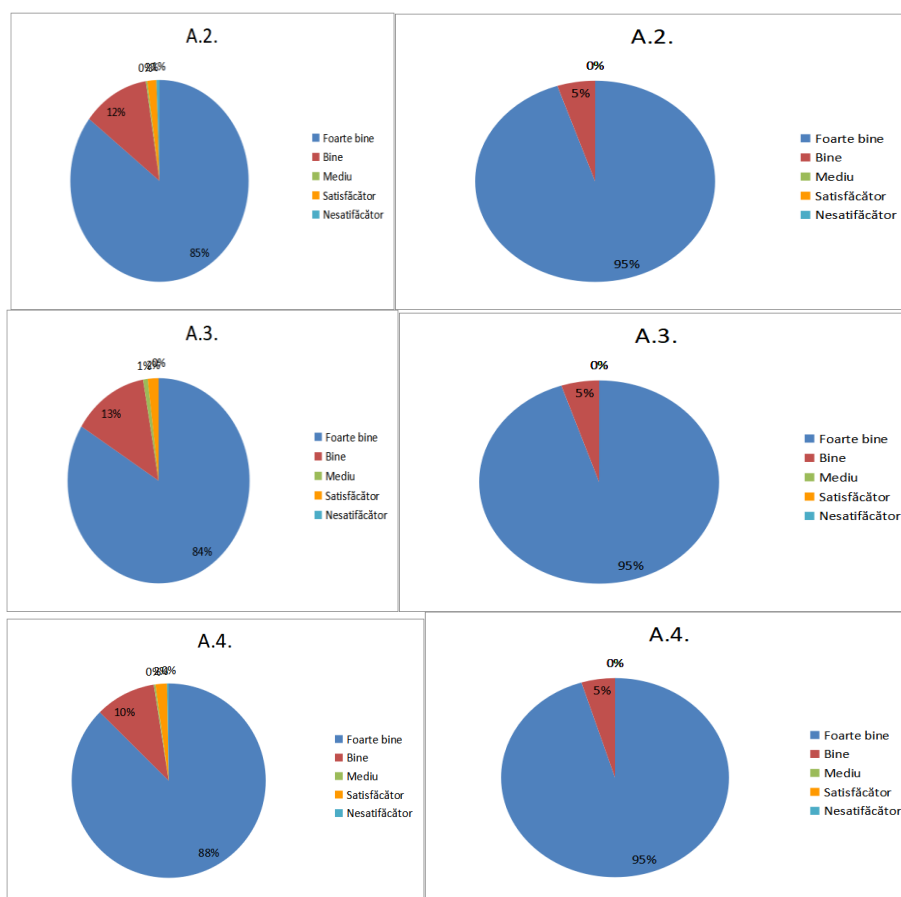 A.2.
0%
12%
85%
Foarte bine
Bine
Mediu
Satisfăcător
Nesatifăcător
A.2.
0%
5%
95%
Foarte bine
Bine
Mediu
Satisfăcător
Nesatifăcător
A.3.
1%
13%
84%
Foarte bine
Bine
Mediu
Satisfăcător
Nesatifăcător
A.3.
0%
5%
95%
Foarte bine
Bine
Mediu
Satisfăcător
Nesatifăcător
A.4.
0%
10%
88%
Foarte bine
Bine
Mediu
Satisfăcător
Nesatifăcător
A.4.
0%
5%
95%
Foarte bine
Bine
Mediu
Satisfăcător
Nesatifăcător